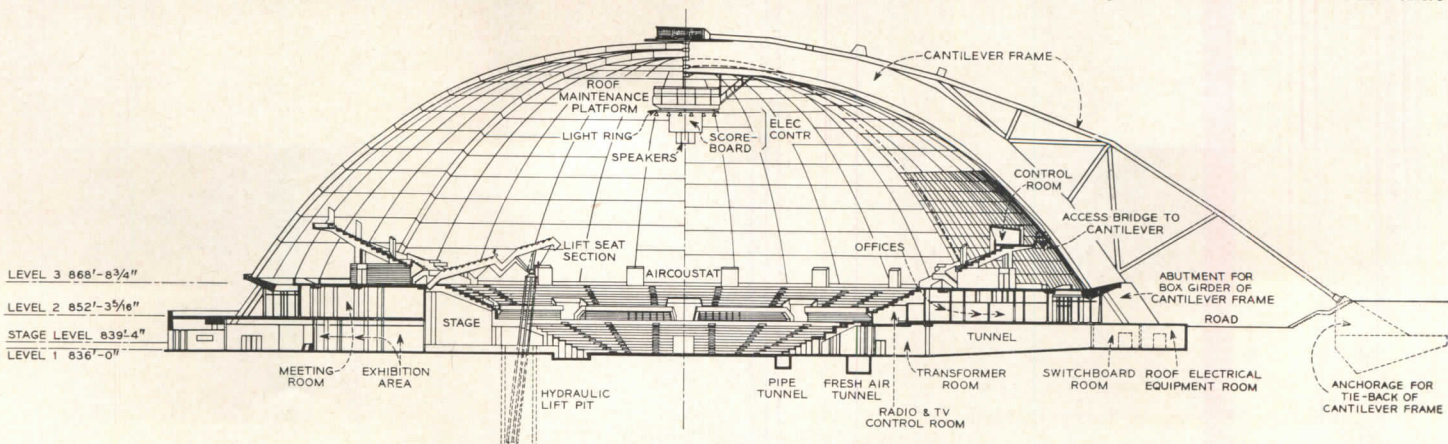 CANTILEVER FRAME
ROOF
MAINTENANCE
PLATFORM
LIGHT RING
SCORE-
BOARD
ELEC
CONTR
SPEAKERS
CONTROL
ROOM
ACCESS BRIDGE TO
CANTILEVER
LIFT SEAT
SECTION
OFFICES
AIRCOUSTAT
ABUTMENT FOR
BOX GIRDER OF
CANTILEVER FRAME
LEVEL 3 868'-8 3/4"
LEVEL 2 852'-3 5/16"
STAGE LEVEL 839'-4"
LEVEL 1 836'-0"
STAGE
ROAD
TUNNEL
MEETING
ROOM
EXHIBITION
AREA
HYDRAULIC
LIFT PIT
PIPE
TUNNEL
FRESH AIR
TUNNEL
TRANSFORMER
ROOM
RADIO & TV
CONTROL ROOM
SWITCHBOARD
ROOM
ROOF ELECTRICAL
EQUIPMENT ROOM
ANCHORAGE FOR
TIE-BACK OF
CANTILEVER FRAME